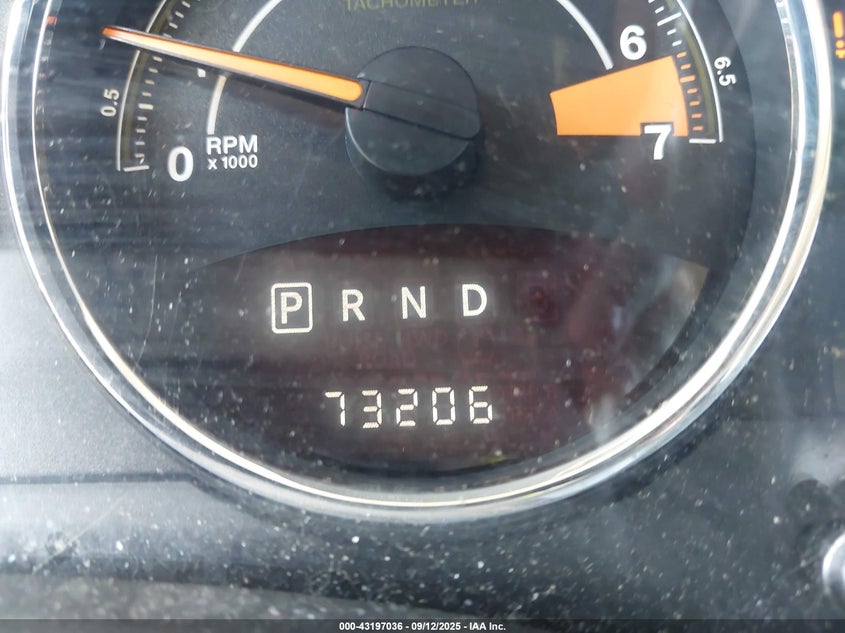 TACHOMETER
6
6.5
0.5
0
RPM
x 1000
7
P R N D
73206
000-43197036 - 09/12/2025 - IAA Inc.